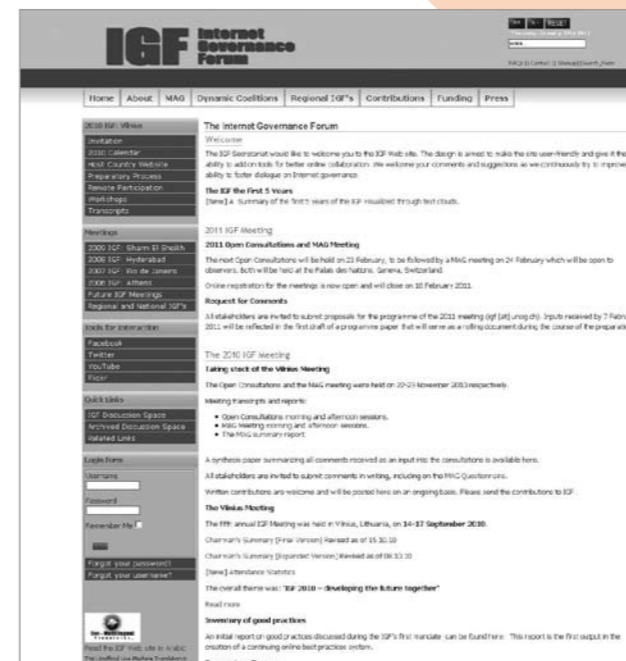 IGF Internet
Governance
Forum
RESET
Home About MAG Dynamic Coalitions Regional IGF's Contributions Funding Press
2010 IGF: Vilnius
Invitation
2010 Calendar
Host Country Website
Preparatory Process
Remote Participation
Workshops
Transcripts
Meetings
2009 IGF: Sharm El Sheikh
2008 IGF: Hyderabad
2007 IGF: Rio de Janeiro
2006 IGF: Athens
Future IGF Meetings
Regional and National IGF's
Tools for Interaction
Facebook
Twitter
YouTube
Flickr
Quick Links
IGF Discussion Space
Archived Discussion Space
Related Links
Login Form
Username
Password
Remember Me
Forgot your password?
Forgot your username?
Read the IGF Web site in Arabic
The Internet Governance Forum
Welcome
The IGF Secretariat would like to welcome you to the IGF Web site. The design is aimed to make the site user-friendly and give it the
ability to add on tools for better online collaboration. We welcome your comments and suggestions as we continously try to improve
ability to foster dialogue on Internet governance.
The IGF the First 5 Years
[New] A Summary of the first 5 years of the IGF visualized through text clouds.
2011 IGF Meeting
2011 Open Consultations and MAG Meeting
The next Open Consultations will be held on 23 February, to be followed by a MAG meeting on 24 February which will be open to
observers. Both will be held at the Palais des Nations, Geneva, Switzerland.
Online registration for the meetings is now open and will close on 18 February 2011.
Request for Comments
All stakeholders are invited to submit proposals for the programme of the 2011 meeting (igf [at] unog.ch). Inputs received by 7 Febru
2011 will be reflected in the first draft of a programme paper that will serve as a rolling document during the course of the preparatio
The 2010 IGF Meeting
Taking stock of the Vilnius Meeting
The Open Consultations and the MAG meeting were held on 22-23 November 2010 respectively.
Meeting transcripts and reports:
• Open Consultations morning and afternoon sessions.
• MAG Meeting morning and afternoon sessions.
• The MAG summary report
A synthesis paper summarizing all comments received as an input into the consultations is available here.
All stakeholders are invited to submit comments in writing, including on the MAG Questionnaire.
Written contributions are welcome and will be posted here on an ongoing basis. Please send the contributions to IGF.
The Vilnius Meeting
The fifth annual IGF Meeting was held in Vilnius, Lithuania, on 14-17 September 2010.
Chairman's Summary [Final Version] Revised as of 15.10.10
Chairman's Summary [Expanded Version] Revised as of 08.10.10
[New] Attendance Statistics
The overall theme was: "IGF 2010 – developing the future together"
Read more
Inventory of good practices
An initial report on good practices discussed during the IGF's first mandate can be found here. This report is the first output in the
creation of a continuing online best practices system.